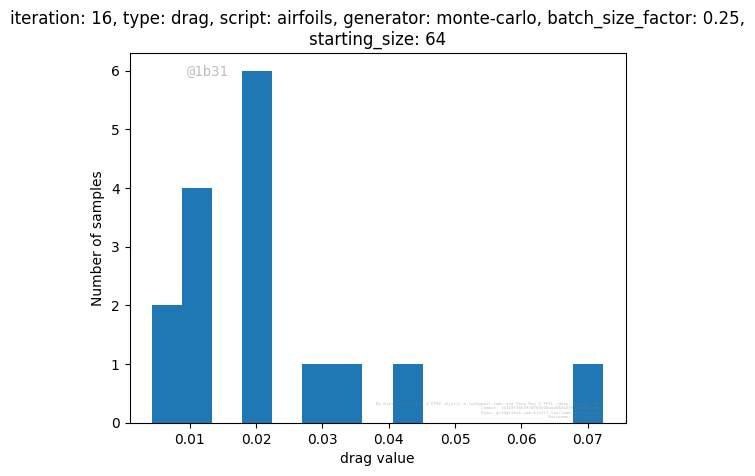 iteration: 16, type: drag, script: airfoils, generator: monte-carlo, batch_size_factor: 0.25,
starting_size: 64
@1b31
6
5
4
3
2
1
0
Number of samples
0.01 0.02 0.03 0.04 0.05 0.06 0.07
drag value